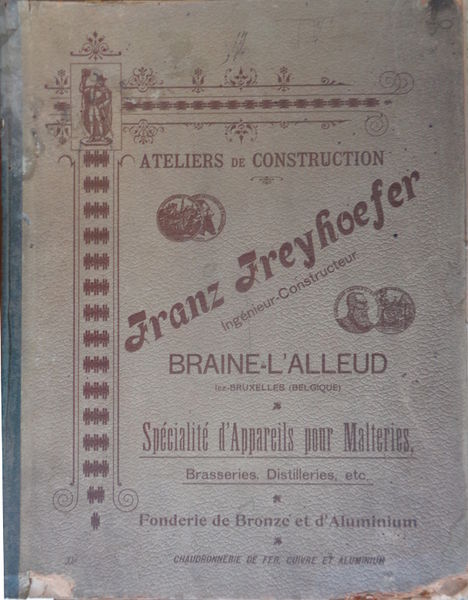 ATELIERS DE CONSTRUCTION
Franz Freyhoefer
Ingénieur-Constructeur
BRAINE-L'ALLEUD
lez-BRUXELLES (BELGIQUE)
Spécialité d'Appareils pour Malteries,
Brasseries, Distilleries, etc.
Fonderie de Bronze et d'Aluminium
CHAUDRONNERIE DE FER, CUIVRE ET ALUMINIUM